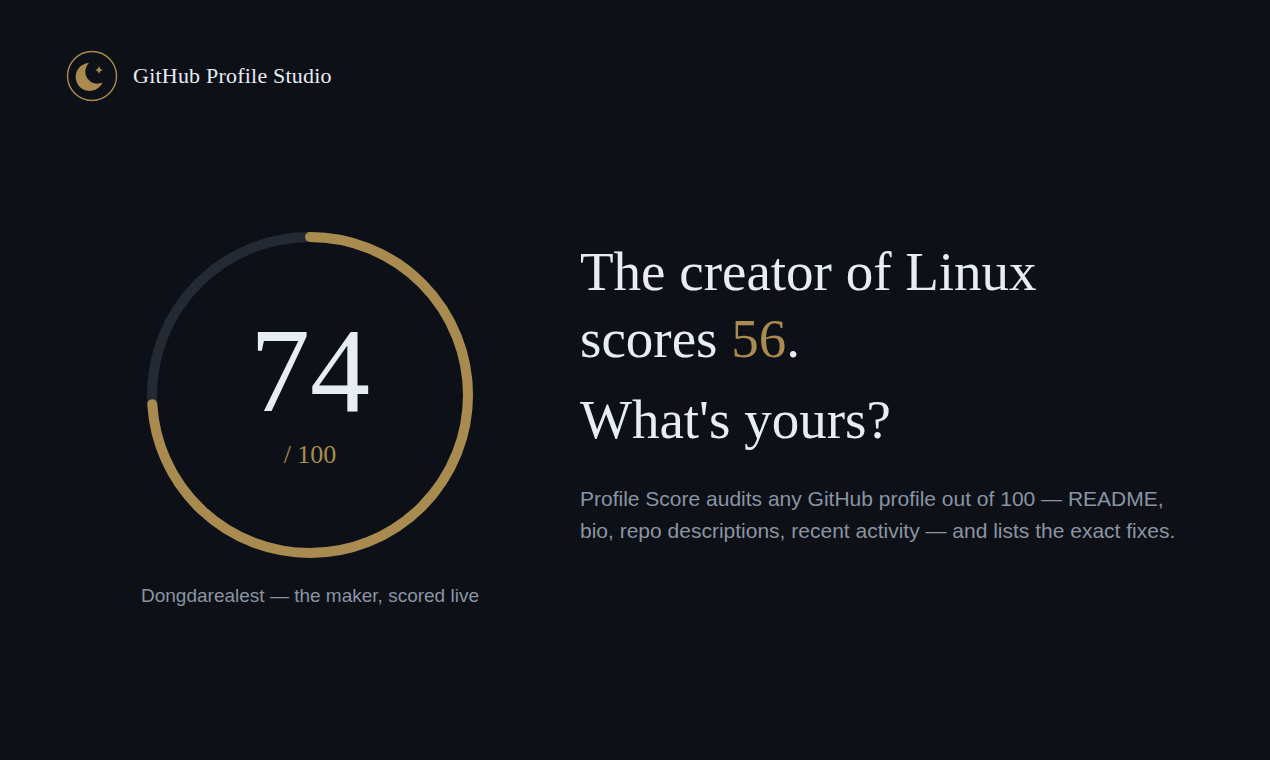 GitHub Profile Studio
74
/ 100
Dongdarealest — the maker, scored live
The creator of Linux
scores 56.
What's yours?
Profile Score audits any GitHub profile out of 100 — README,
bio, repo descriptions, recent activity — and lists the exact fixes.